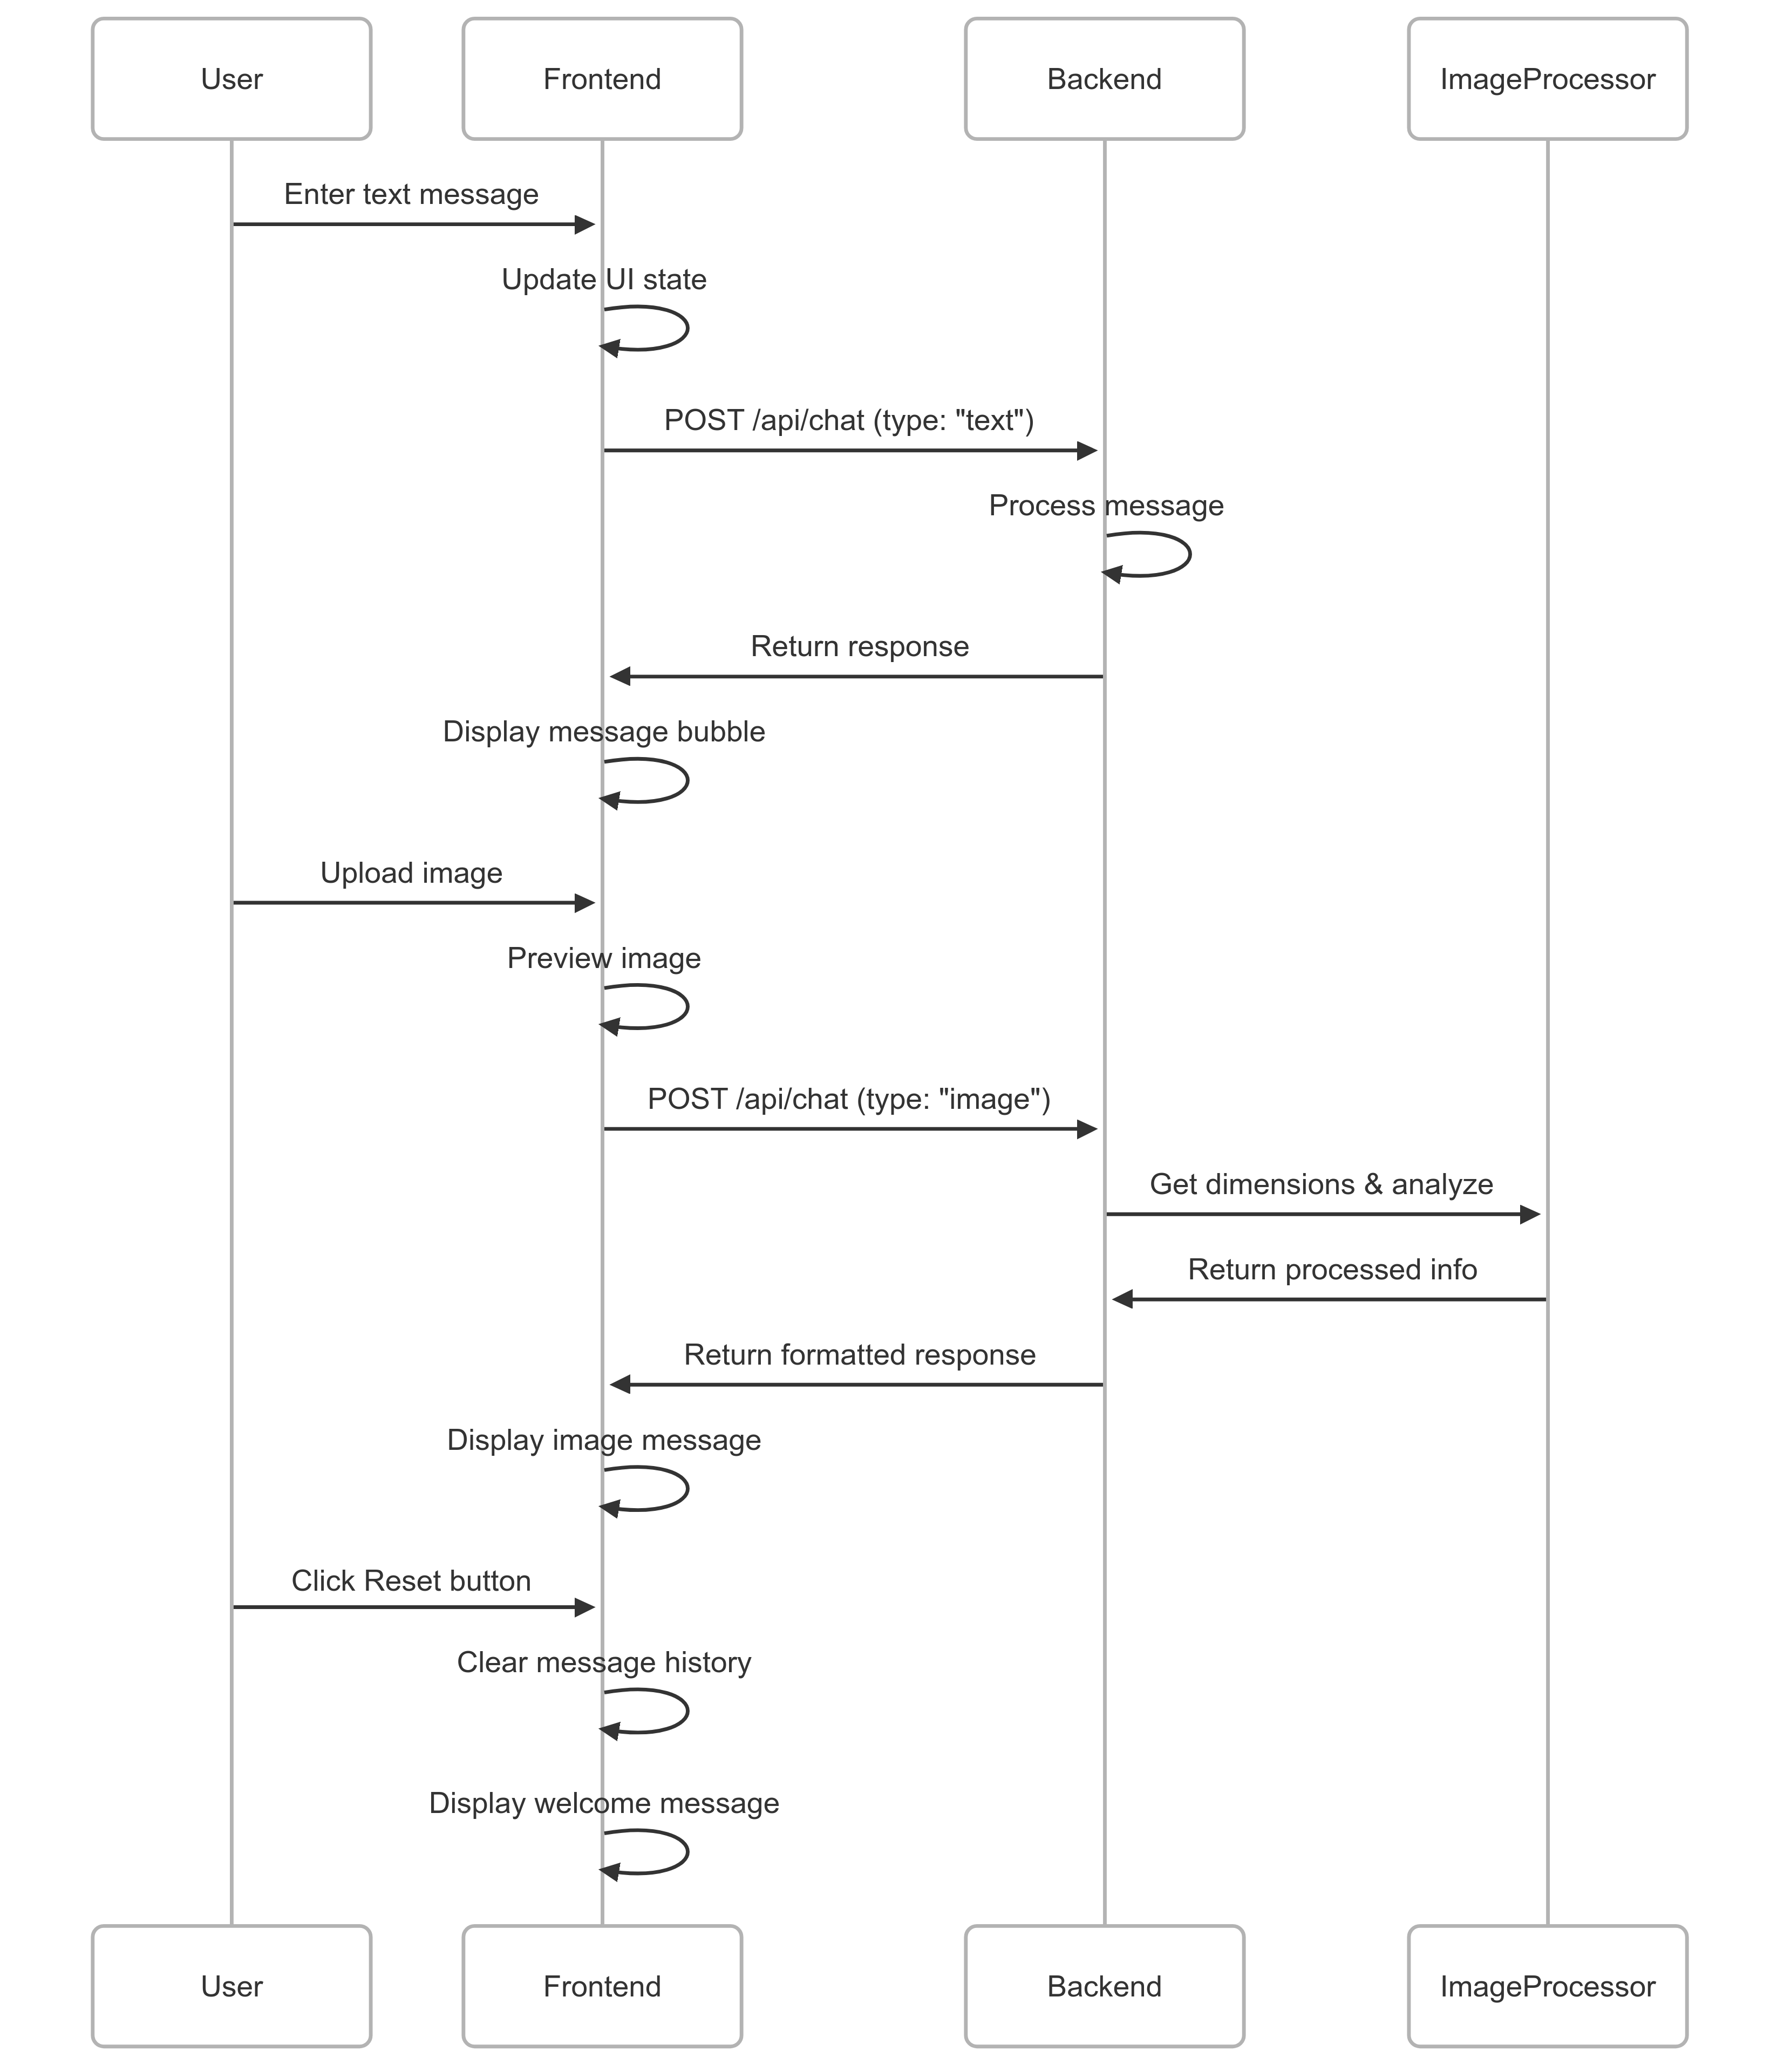 User
Frontend
Backend
ImageProcessor
Enter text message
Update UI state
POST /api/chat (type: "text")
Process message
Return response
Display message bubble
Upload image
Preview image
POST /api/chat (type: "image")
Get dimensions & analyze
Return processed info
Return formatted response
Display image message
Click Reset button
Clear message history
Display welcome message
User
Frontend
Backend
ImageProcessor